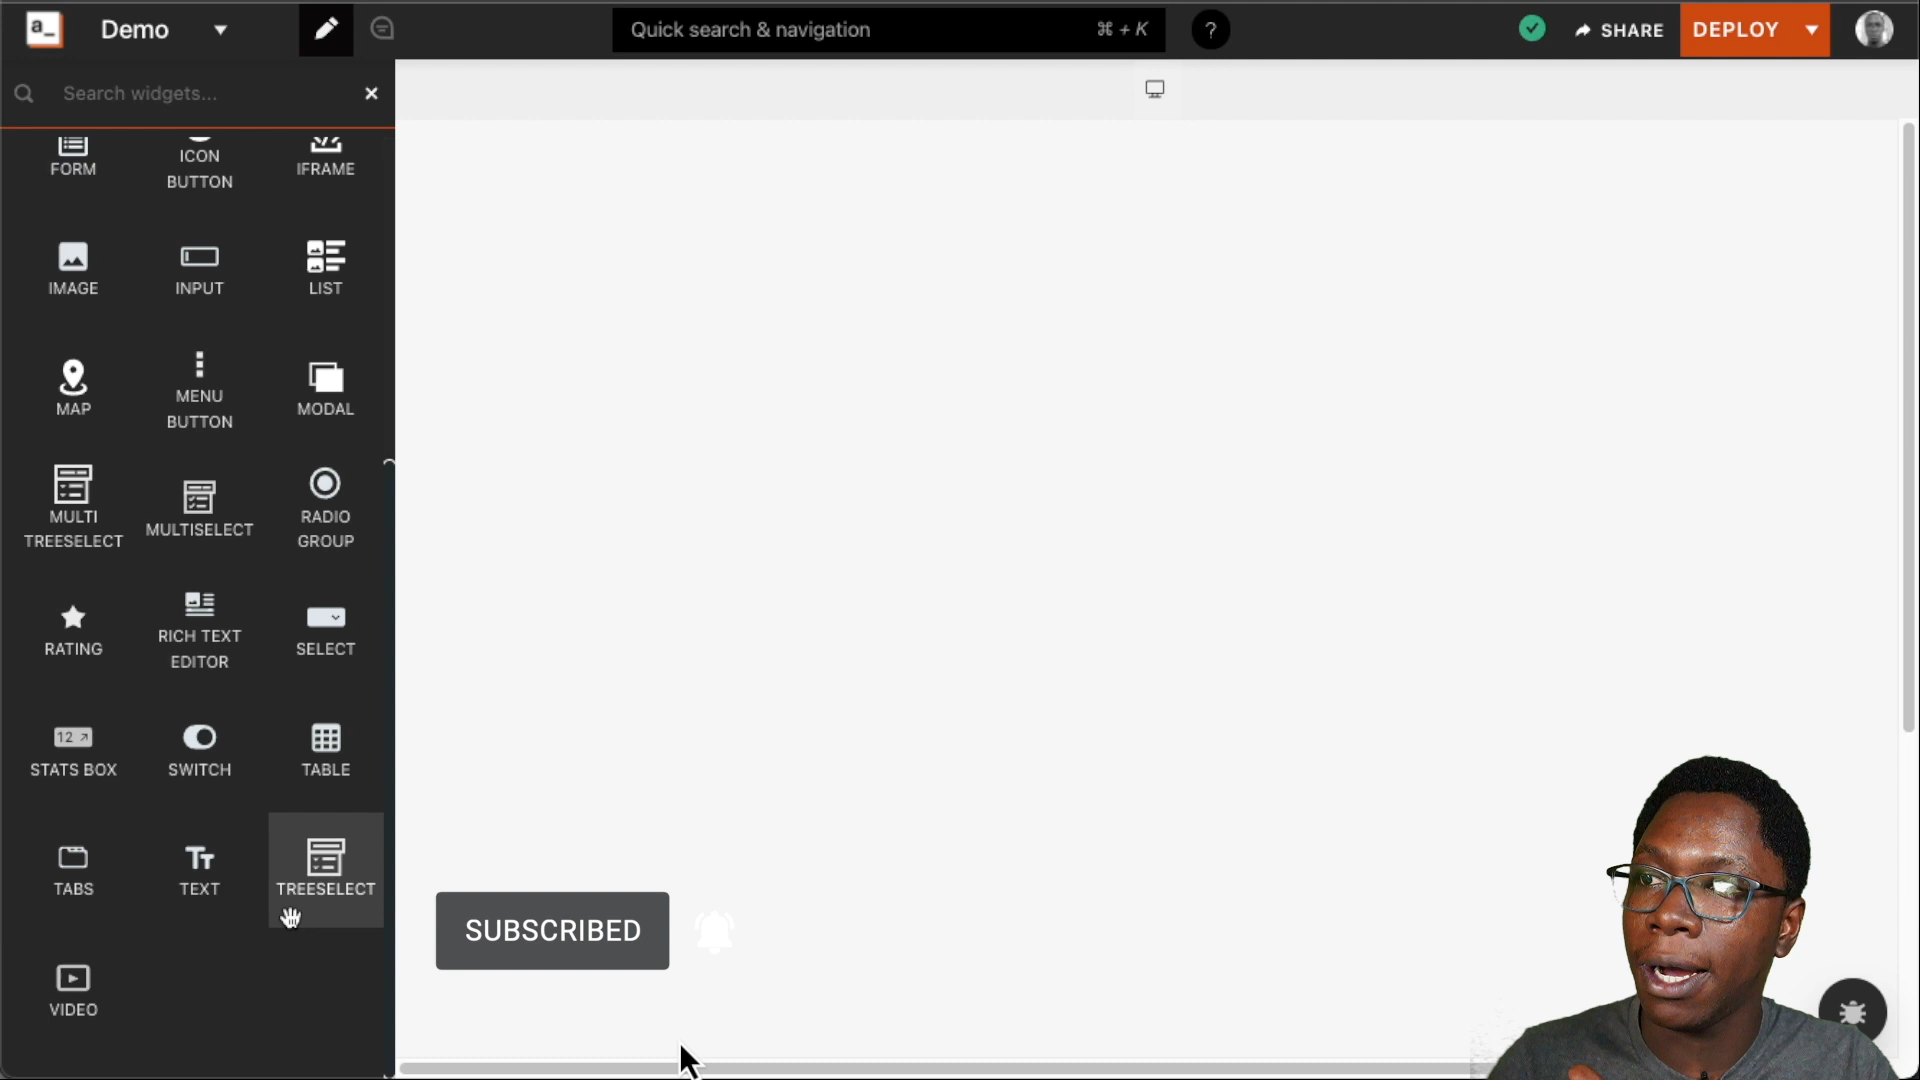 a_ Demo Quick search & navigation ⌘ + K ? SHARE DEPLOY
Search widgets...
FORM ICON BUTTON IFRAME
IMAGE INPUT LIST
MAP MENU BUTTON MODAL
MULTI TREESELECT MULTISELECT RADIO GROUP
RATING RICH TEXT EDITOR SELECT
12 STATS BOX SWITCH TABLE
TABS TEXT TREESELECT
SUBSCRIBED
VIDEO